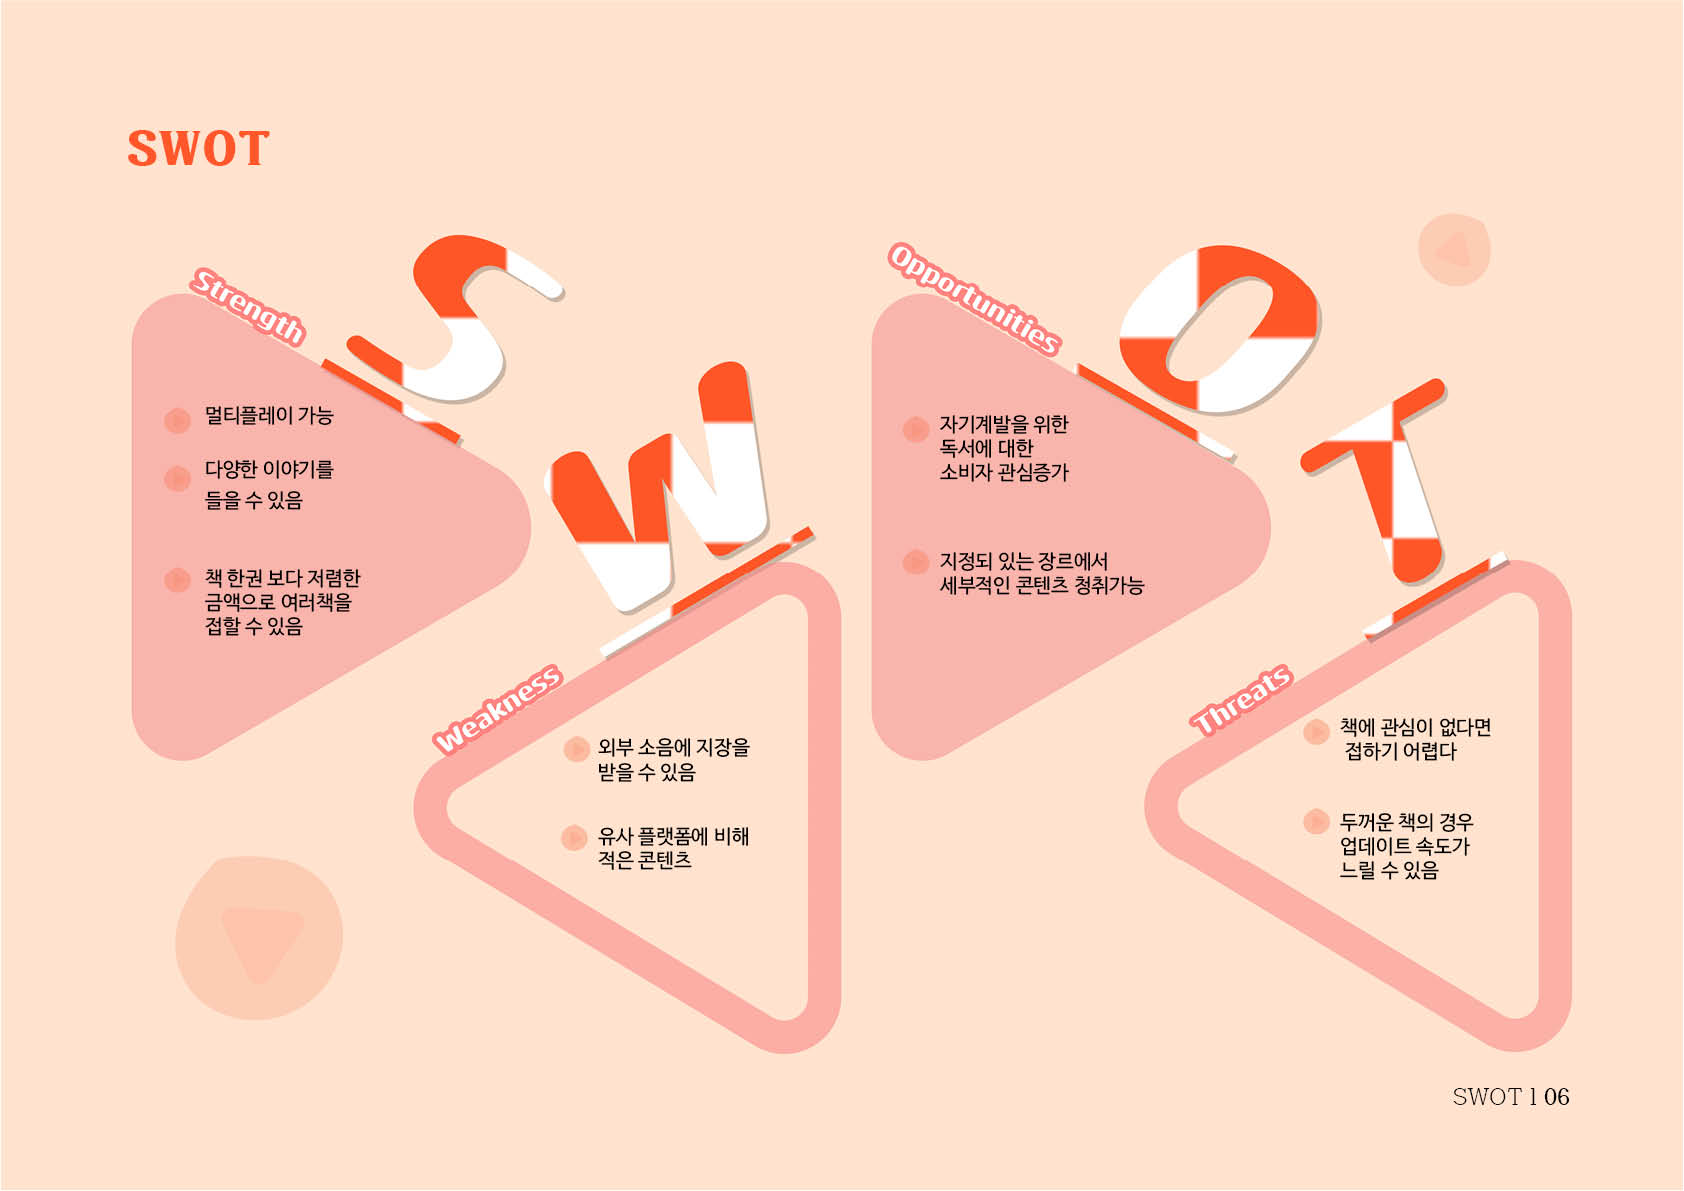 SWOT
S
Strength
멀티플레이 가능
다양한 이야기를
들을 수 있음
책 한권 보다 저렴한
금액으로 여러책을
접할 수 있음
W
Weakness
외부 소음에 지장을
받을 수 있음
유사 플랫폼에 비해
적은 콘텐츠
O
Opportunities
자기계발을 위한
독서에 대한
소비자 관심증가
지정되 있는 장르에서
세부적인 콘텐츠 청취가능
T
Threats
책에 관심이 없다면
접하기 어렵다
두꺼운 책의 경우
업데이트 속도가
느릴 수 있음
SWOT l 06